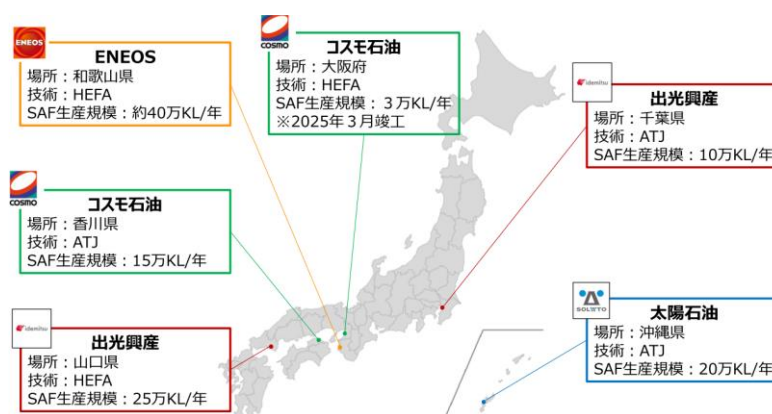 ENEOS
ENEOS
場所：和歌山県
技術：HEFA
SAF生産規模：約40万KL/年
COSMO
コスモ石油
場所：大阪府
技術：HEFA
SAF生産規模：３万KL/年
※2025年３月竣工
idemitsu
出光興産
場所：千葉県
技術：ATJ
SAF生産規模：10万KL/年
COSMO
コスモ石油
場所：香川県
技術：ATJ
SAF生産規模：15万KL/年
idemitsu
出光興産
場所：山口県
技術：HEFA
SAF生産規模：25万KL/年
SOLATO
太陽石油
場所：沖縄県
技術：ATJ
SAF生産規模：20万KL/年